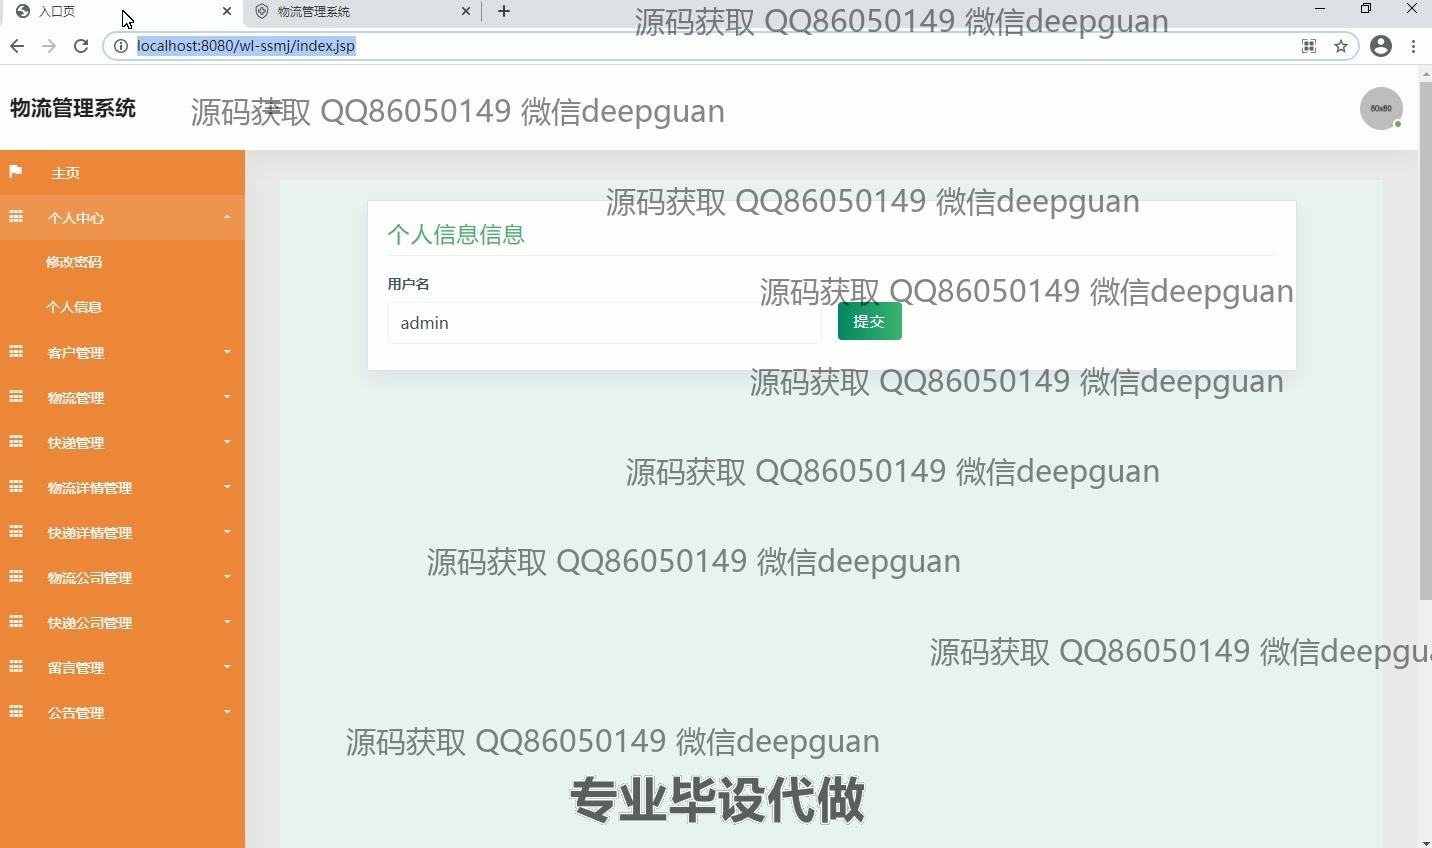 入口页
物流管理系统
源码获取 QQ86050149 微信deepguan
localhost:8080/wl-ssmj/index.jsp
物流管理系统
源码获取 QQ86050149 微信deepguan
80x80
主页
个人中心
修改密码
个人信息
客户管理
物流管理
快递管理
物流详情管理
快递详情管理
物流公司管理
快递公司管理
留言管理
公告管理
源码获取 QQ86050149 微信deepguan
个人信息信息
用户名
源码获取 QQ86050149 微信deepguan
admin
提交
源码获取 QQ86050149 微信deepguan
源码获取 QQ86050149 微信deepguan
源码获取 QQ86050149 微信deepguan
源码获取 QQ86050149 微信deepgu
源码获取 QQ86050149 微信deepguan
专业毕设代做